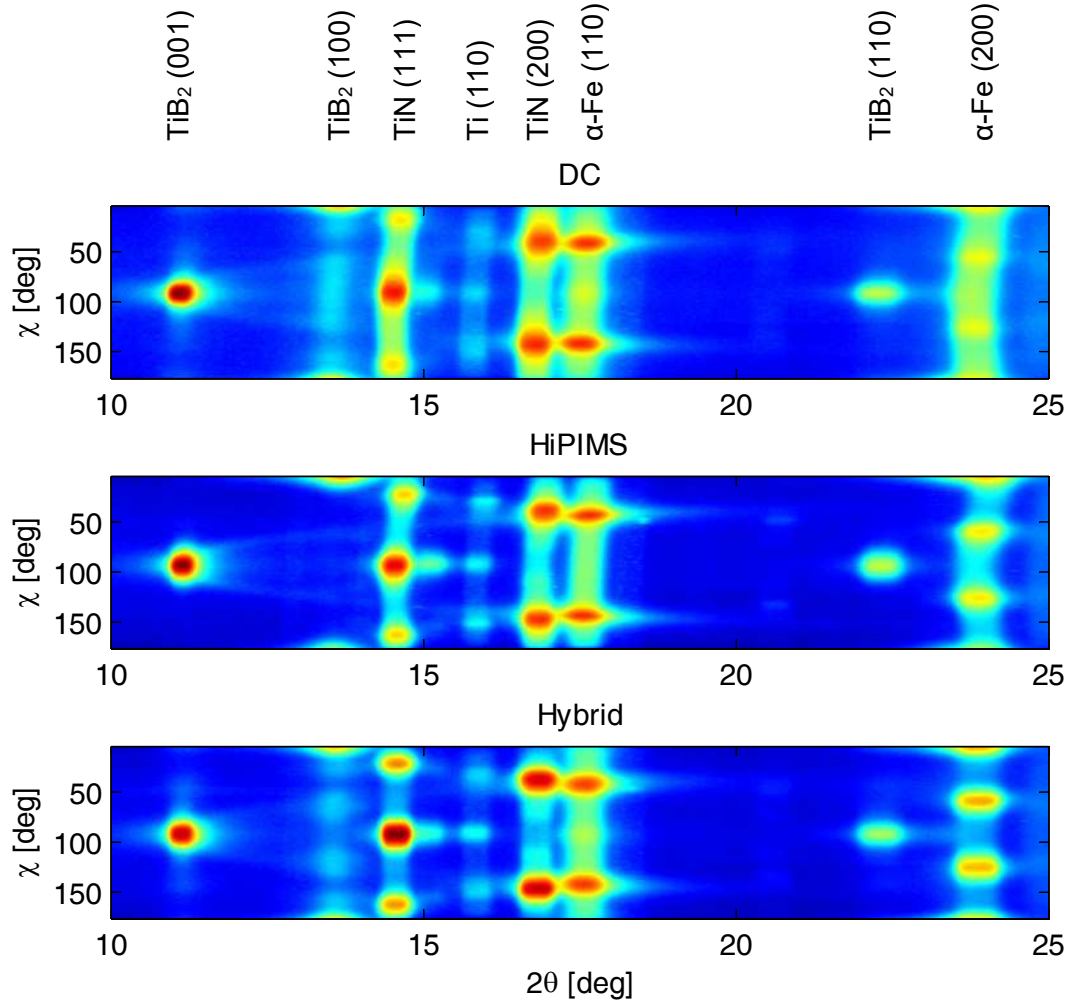 TiB₂ (001)
TiB₂ (100)
TiN (111)
Ti (110)
TiN (200)
α-Fe (110)
TiB₂ (110)
α-Fe (200)
DC
50
100
150
χ [deg]
10 15 20 25
HiPIMS
50
100
150
χ [deg]
10 15 20 25
Hybrid
50
100
150
χ [deg]
10 15 20 25
2θ [deg]